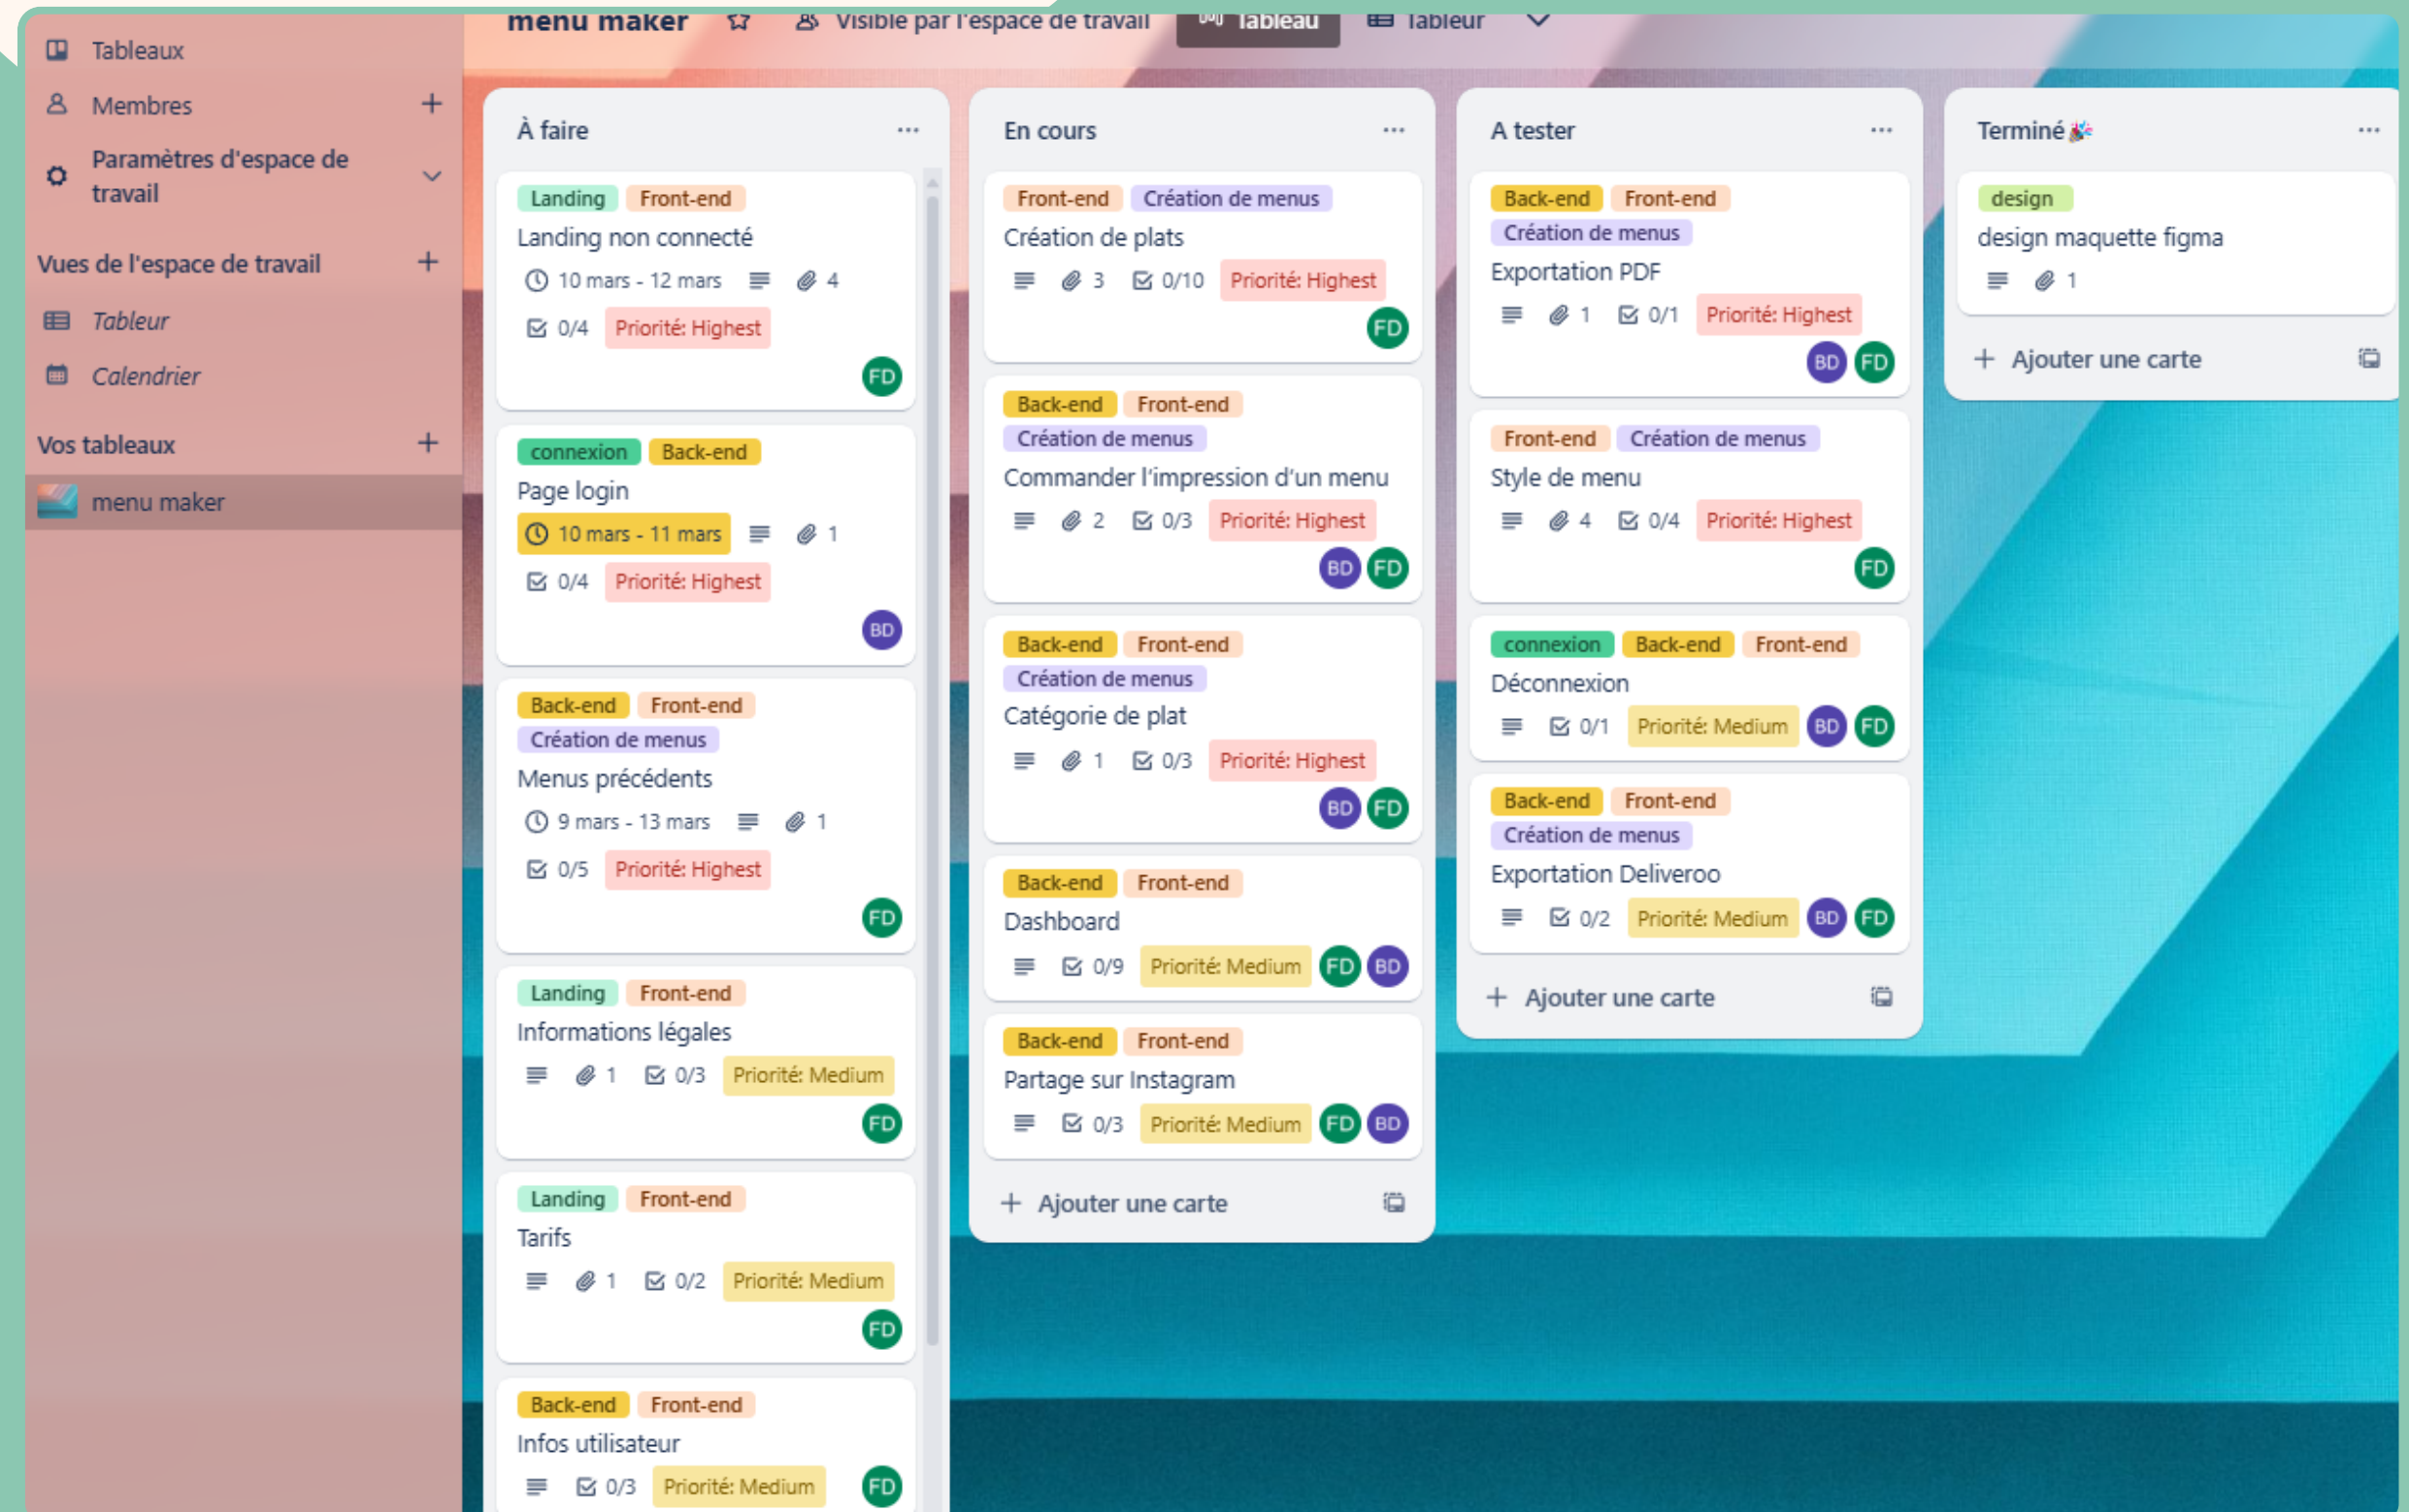 menu maker
Visible par l'espace de travail
Tableau
Tableur
Tableaux
Membres
Paramètres d'espace de
travail
Vues de l'espace de travail
Tableur
Calendrier
Vos tableaux
menu maker
À faire
Landing Front-end
Landing non connecté
10 mars - 12 mars 4
0/4 Priorité: Highest
FD
connexion Back-end
Page login
10 mars - 11 mars 1
0/4 Priorité: Highest
BD
Back-end Front-end
Création de menus
Menus précédents
9 mars - 13 mars 1
0/5 Priorité: Highest
FD
Landing Front-end
Informations légales
1 0/3 Priorité: Medium
FD
Landing Front-end
Tarifs
1 0/2 Priorité: Medium
FD
Back-end Front-end
Infos utilisateur
0/3 Priorité: Medium FD
En cours
Front-end Création de menus
Création de plats
3 0/10 Priorité: Highest
FD
Back-end Front-end
Création de menus
Commander l'impression d'un menu
2 0/3 Priorité: Highest
BD FD
Back-end Front-end
Création de menus
Catégorie de plat
1 0/3 Priorité: Highest
BD FD
Back-end Front-end
Dashboard
0/9 Priorité: Medium FD BD
Back-end Front-end
Partage sur Instagram
0/3 Priorité: Medium FD BD
+ Ajouter une carte
A tester
Back-end Front-end
Création de menus
Exportation PDF
1 0/1 Priorité: Highest
BD FD
Front-end Création de menus
Style de menu
4 0/4 Priorité: Highest
FD
connexion Back-end Front-end
Déconnexion
0/1 Priorité: Medium BD FD
Back-end Front-end
Création de menus
Exportation Deliveroo
0/2 Priorité: Medium BD FD
+ Ajouter une carte
Terminé🎉
design
design maquette figma
1
+ Ajouter une carte